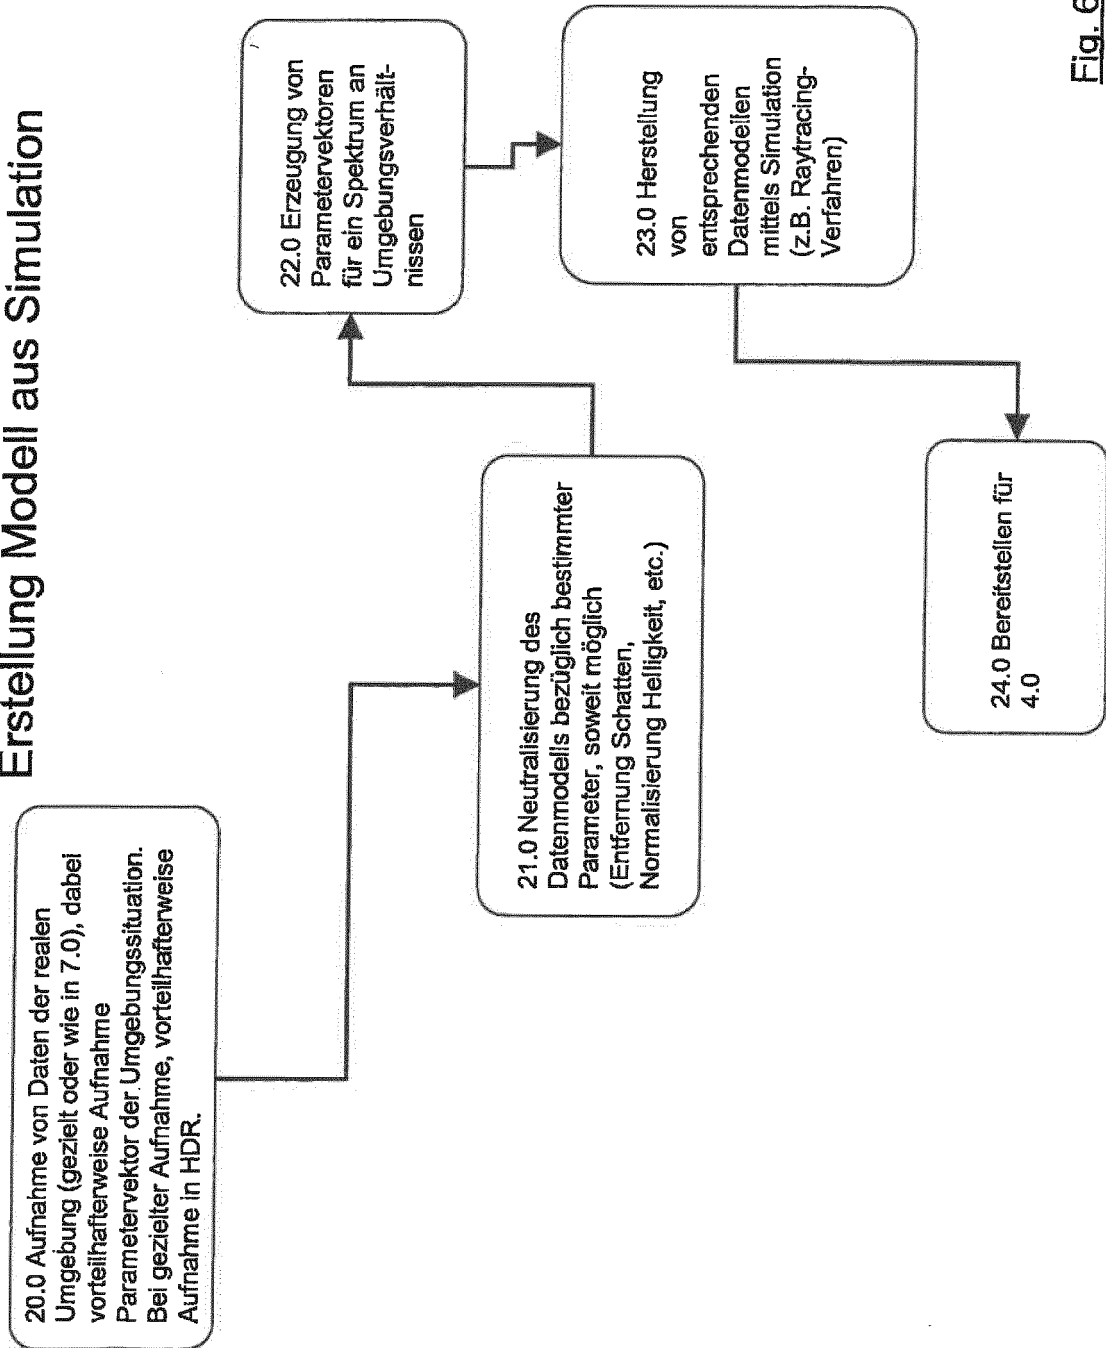 Erstellung Modell aus Simulation
20.0 Aufnahme von Daten der realen
Umgebung (gezielt oder wie in 7.0), dabei
vorteilhafterweise Aufnahme
Parametervektor der Umgebungssituation.
Bei gezielter Aufnahme, vorteilhafterweise
Aufnahme in HDR.
21.0 Neutralisierung des
Datenmodells bezüglich bestimmter
Parameter, soweit möglich
(Entfernung Schatten,
Normalisierung Helligkeit, etc.)
22.0 Erzeugung von
Parametervektoren
für ein Spektrum an
Umgebungsverhält-
nissen
23.0 Herstellung
von
entsprechenden
Datenmodellen
mittels Simulation
(z.B. Raytracing-
Verfahren)
24.0 Bereitstellen für
4.0
Fig. 6